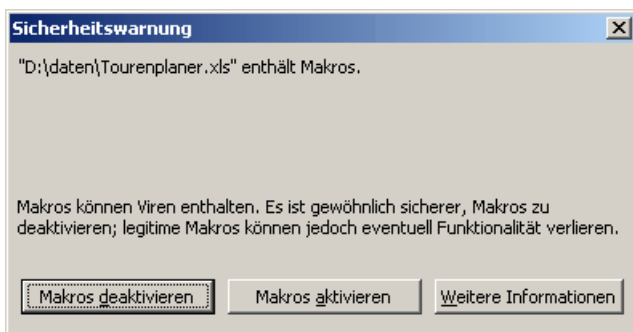 Sicherheitswarnung
"D:\daten\Tourenplaner.xls" enthält Makros.
Makros können Viren enthalten. Es ist gewöhnlich sicherer, Makros zu
deaktivieren; legitime Makros können jedoch eventuell Funktionalität verlieren.
Makros deaktivieren Makros aktivieren Weitere Informationen